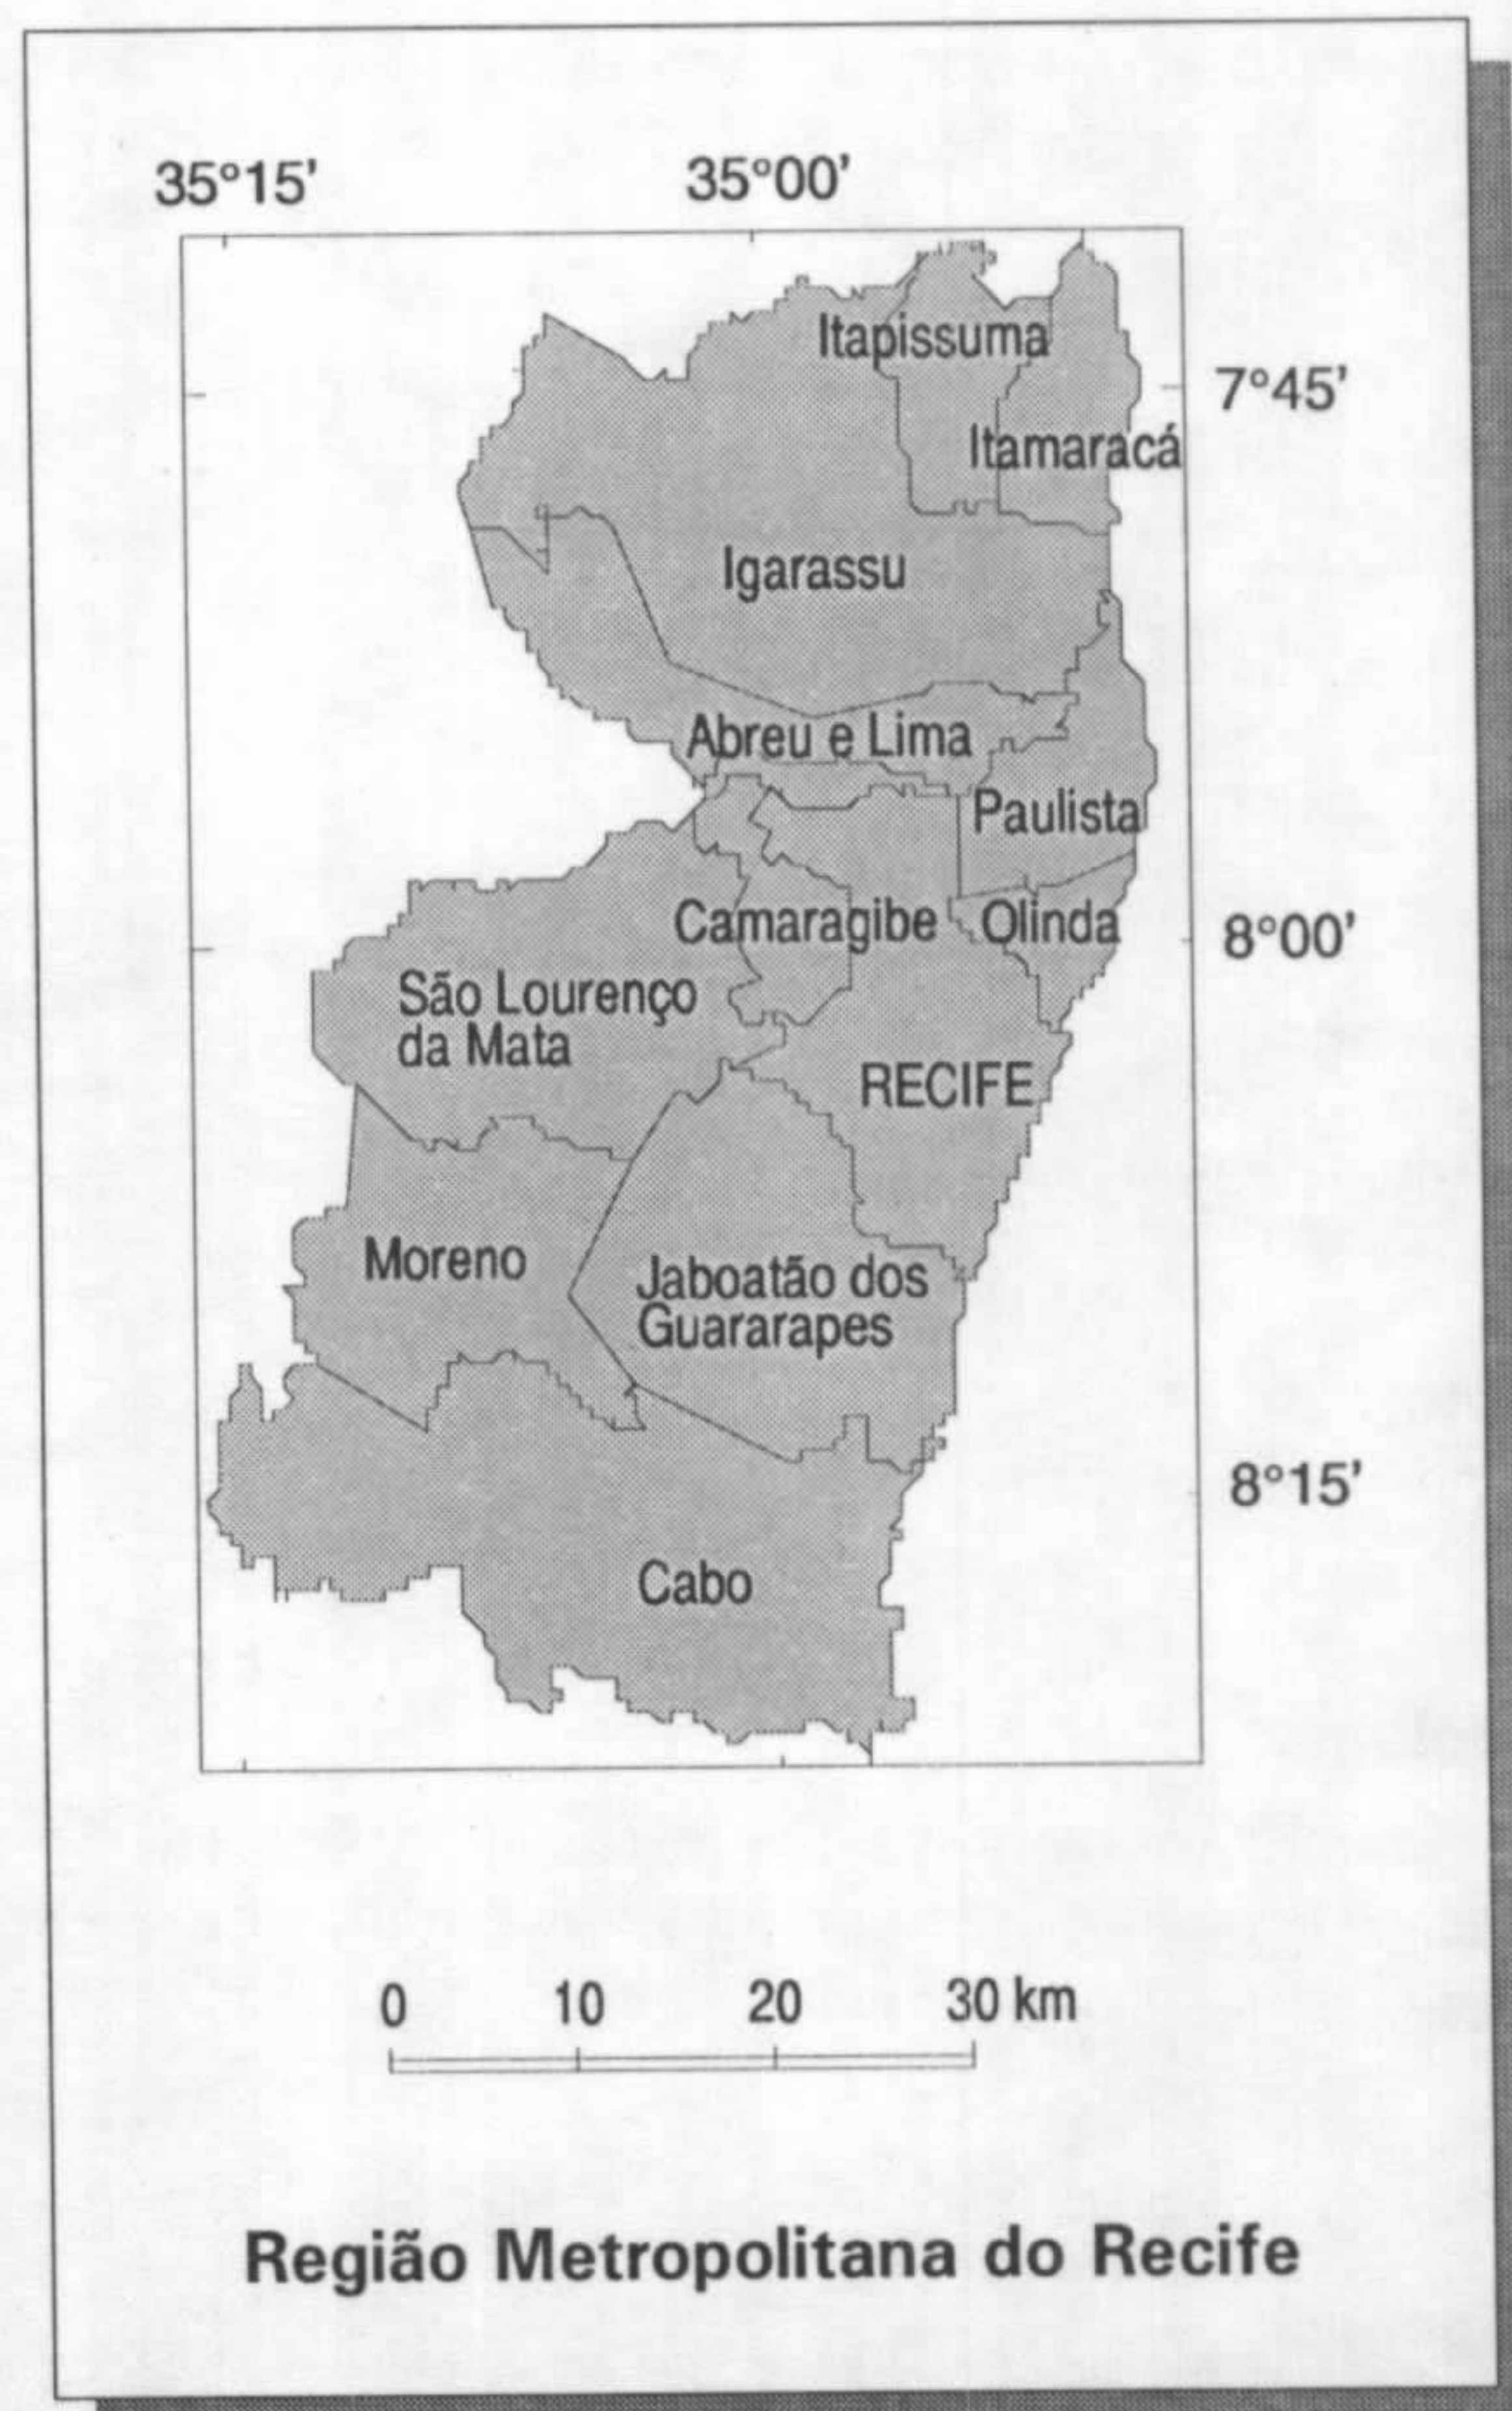 35°15' 35°00'
Itapissuma
7°45'
Itamaracá
Igarassu
Abreu e Lima
Paulista
Camaragibe Olinda
8°00'
São Lourenço
da Mata
RECIFE
Moreno
Jaboatão dos
Guararapes
8°15'
Cabo
0 10 20 30 km
Região Metropolitana do Recife